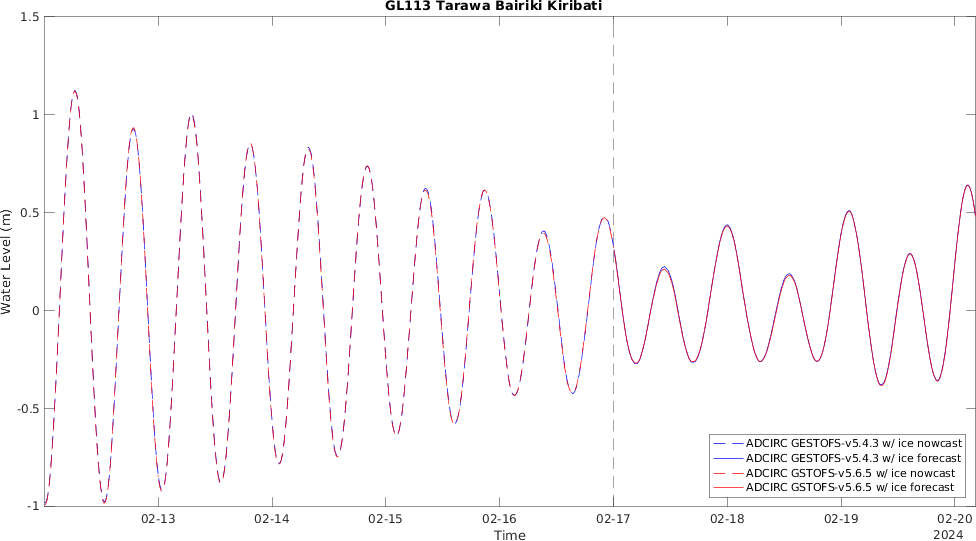 GL113 Tarawa Bairiki Kiribati
1.5
1
0.5
0
-0.5
-1
Water Level (m)
02-13
02-14
02-15
02-16
02-17
02-18
02-19
02-20
Time
2024
ADCIRC GESTOFS-v5.4.3 w/ ice nowcast
ADCIRC GESTOFS-v5.4.3 w/ ice forecast
ADCIRC GSTOFS-v5.6.5 w/ ice nowcast
ADCIRC GSTOFS-v5.6.5 w/ ice forecast